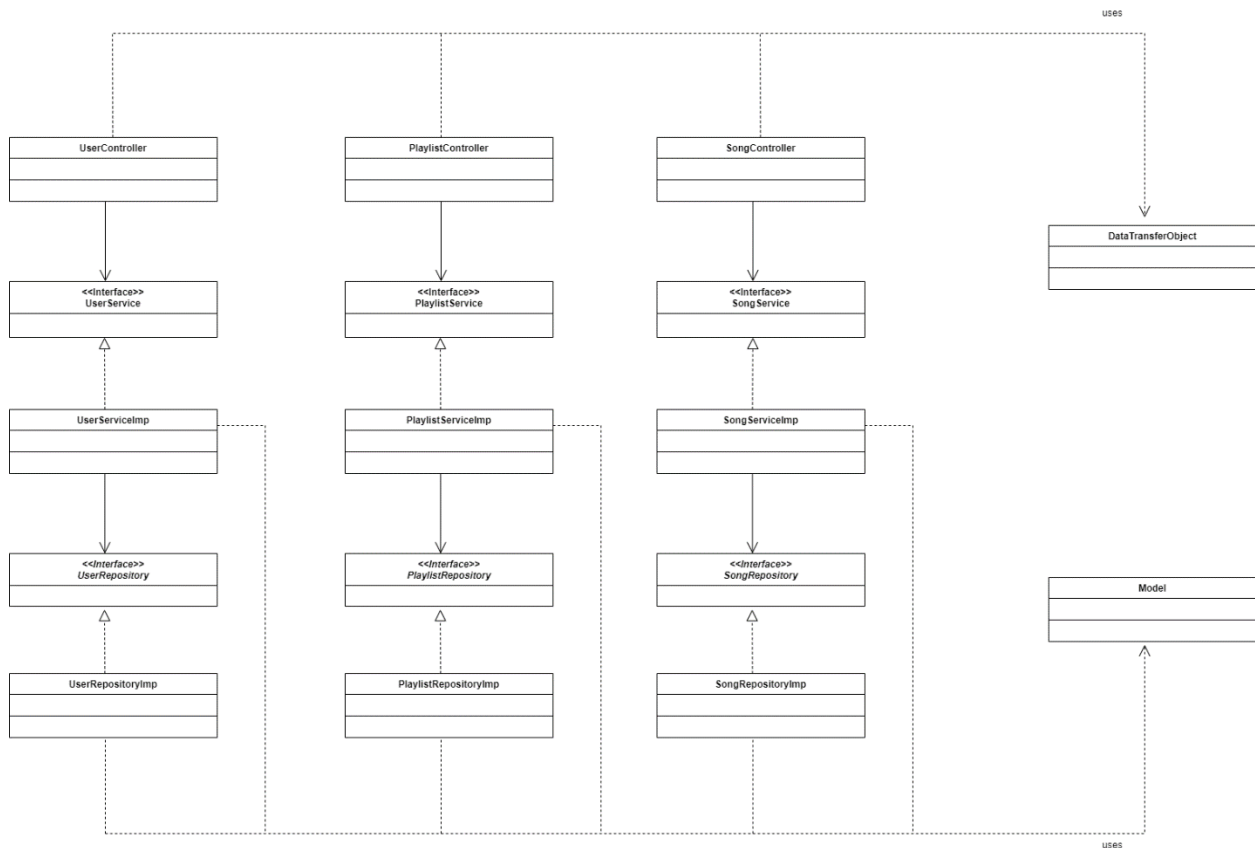 uses
UserController
PlaylistController
SongController
DataTransferObject
<<Interface>>
UserService
<<Interface>>
PlaylistService
<<Interface>>
SongService
UserServiceImp
PlaylistServiceImp
SongServiceImp
<<Interface>>
UserRepository
<<Interface>>
PlaylistRepository
<<Interface>>
SongRepository
Model
UserRepositoryImp
PlaylistRepositoryImp
SongRepositoryImp
uses